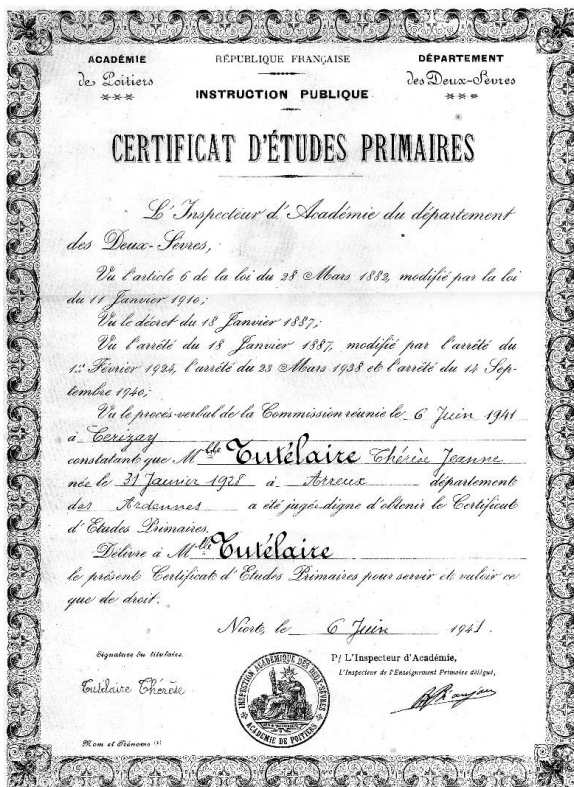 ACADÉMIE
de Poitiers
RÉPUBLIQUE FRANÇAISE
INSTRUCTION PUBLIQUE
DÉPARTEMENT
des Deux-Sèvres
CERTIFICAT D'ÉTUDES PRIMAIRES
L'Inspecteur d'Académie du département
des Deux-Sèvres,
Vu l'article 6 de la loi du 28 Mars 1882, modifié par la loi
du 11 Janvier 1910;
Vu le décret du 18 Janvier 1887;
Vu l'arrêté du 18 Janvier 1887, modifié par l'arrêté du
1er Février 1924, l'arrêté du 23 Mars 1938 et l'arrêté du 14 Sep-
tembre 1940;
Vu le procès-verbal de la Commission réunie le 6 Juin 1941
à Cerizay
constatant que Mlle Tutélaire Thérèse Jeanne
née le 31 Janvier 1928 à Arreux département
des Ardennes a été jugée digne d'obtenir le Certificat
d'Etudes Primaires,
Délivre à Mlle Tutélaire
le présent Certificat d'Etudes Primaires pour servir et valoir ce
que de droit.
Niort, le 6 Juin 1941.
Signature du titulaire
Tutélaire Thérèse
Nom et Prénoms (1)
INSPECTION ACADÉMIQUE DES DEUX-SÈVRES
ACADÉMIE DE POITIERS
P/ L'Inspecteur d'Académie,
L'Inspecteur de l'Enseignement Primaire délégué,